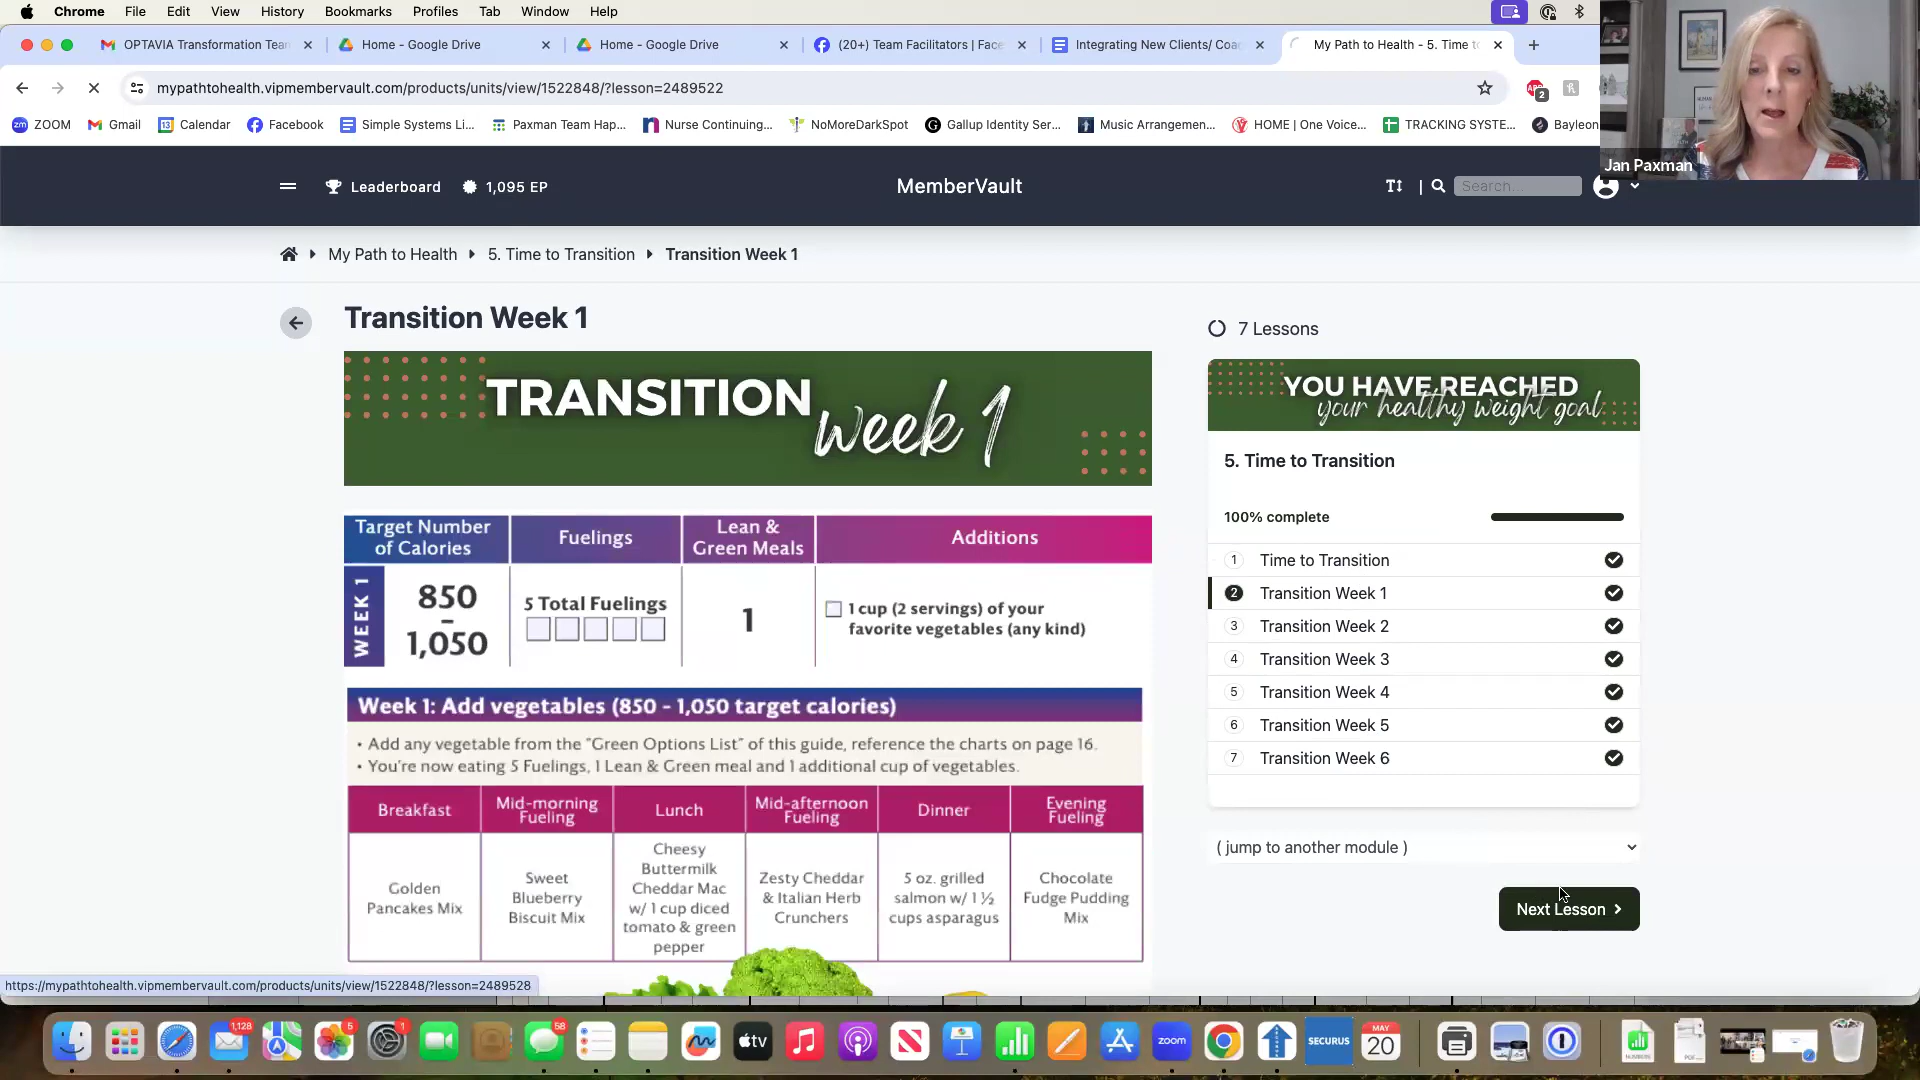 Chrome File Edit View History Bookmarks Profiles Tab Window Help
OPTAVIA Transformation Tea
Home - Google Drive
Home - Google Drive
(20+) Team Facilitators | Face
Integrating New Clients/ Coa
My Path to Health - 5. Time to
mypathtohealth.vipmembervault.com/products/units/view/1522848/?lesson=2489522
2
ZOOM Gmail Calendar Facebook Simple Systems Li... Paxman Team Hap... Nurse Continuing... NoMoreDarkSpot Gallup Identity Ser... Music Arrangemen... HOME | One Voice... TRACKING SYSTE... Bayleon
Jan Paxman
Leaderboard 1,095 EP
MemberVault
Search...
My Path to Health 5. Time to Transition Transition Week 1
Transition Week 1
TRANSITION week 1
Target Number of Calories
Fuelings
Lean & Green Meals
Additions
WEEK 1
850 – 1,050
5 Total Fuelings
1
1 cup (2 servings) of your
favorite vegetables (any kind)
Week 1: Add vegetables (850 - 1,050 target calories)
• Add any vegetable from the "Green Options List" of this guide, reference the charts on page 16.
• You're now eating 5 Fuelings, 1 Lean & Green meal and 1 additional cup of vegetables.
Breakfast
Mid-morning Fueling
Lunch
Mid-afternoon Fueling
Dinner
Evening Fueling
Golden Pancakes Mix
Sweet Blueberry Biscuit Mix
Cheesy Buttermilk Cheddar Mac w/ 1 cup diced tomato & green pepper
Zesty Cheddar & Italian Herb Crunchers
5 oz. grilled salmon w/ 1 ½ cups asparagus
Chocolate Fudge Pudding Mix
7 Lessons
YOU HAVE REACHED
your healthy weight goal
5. Time to Transition
100% complete
1 Time to Transition
2 Transition Week 1
3 Transition Week 2
4 Transition Week 3
5 Transition Week 4
6 Transition Week 5
7 Transition Week 6
( jump to another module )
Next Lesson
https://mypathtohealth.vipmembervault.com/products/units/view/1522848/?lesson=2489528
1,128
5
1
58
tv
zoom
SECURUS
MAY
20